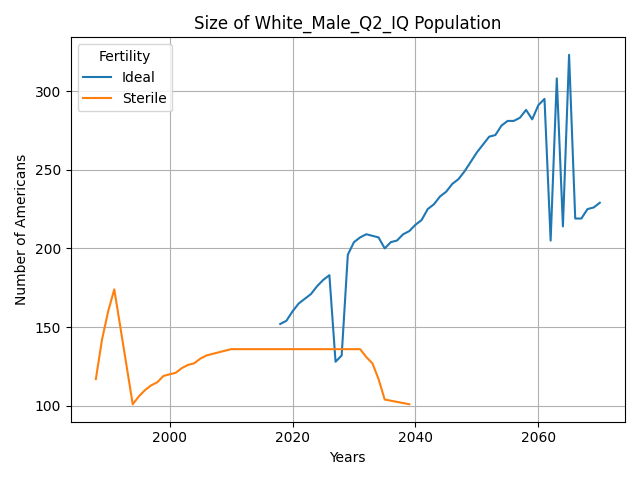 Size of White_Male_Q2_IQ Population
Fertility
Ideal
Sterile
Number of Americans
300
250
200
150
100
2000
2020
2040
2060
Years